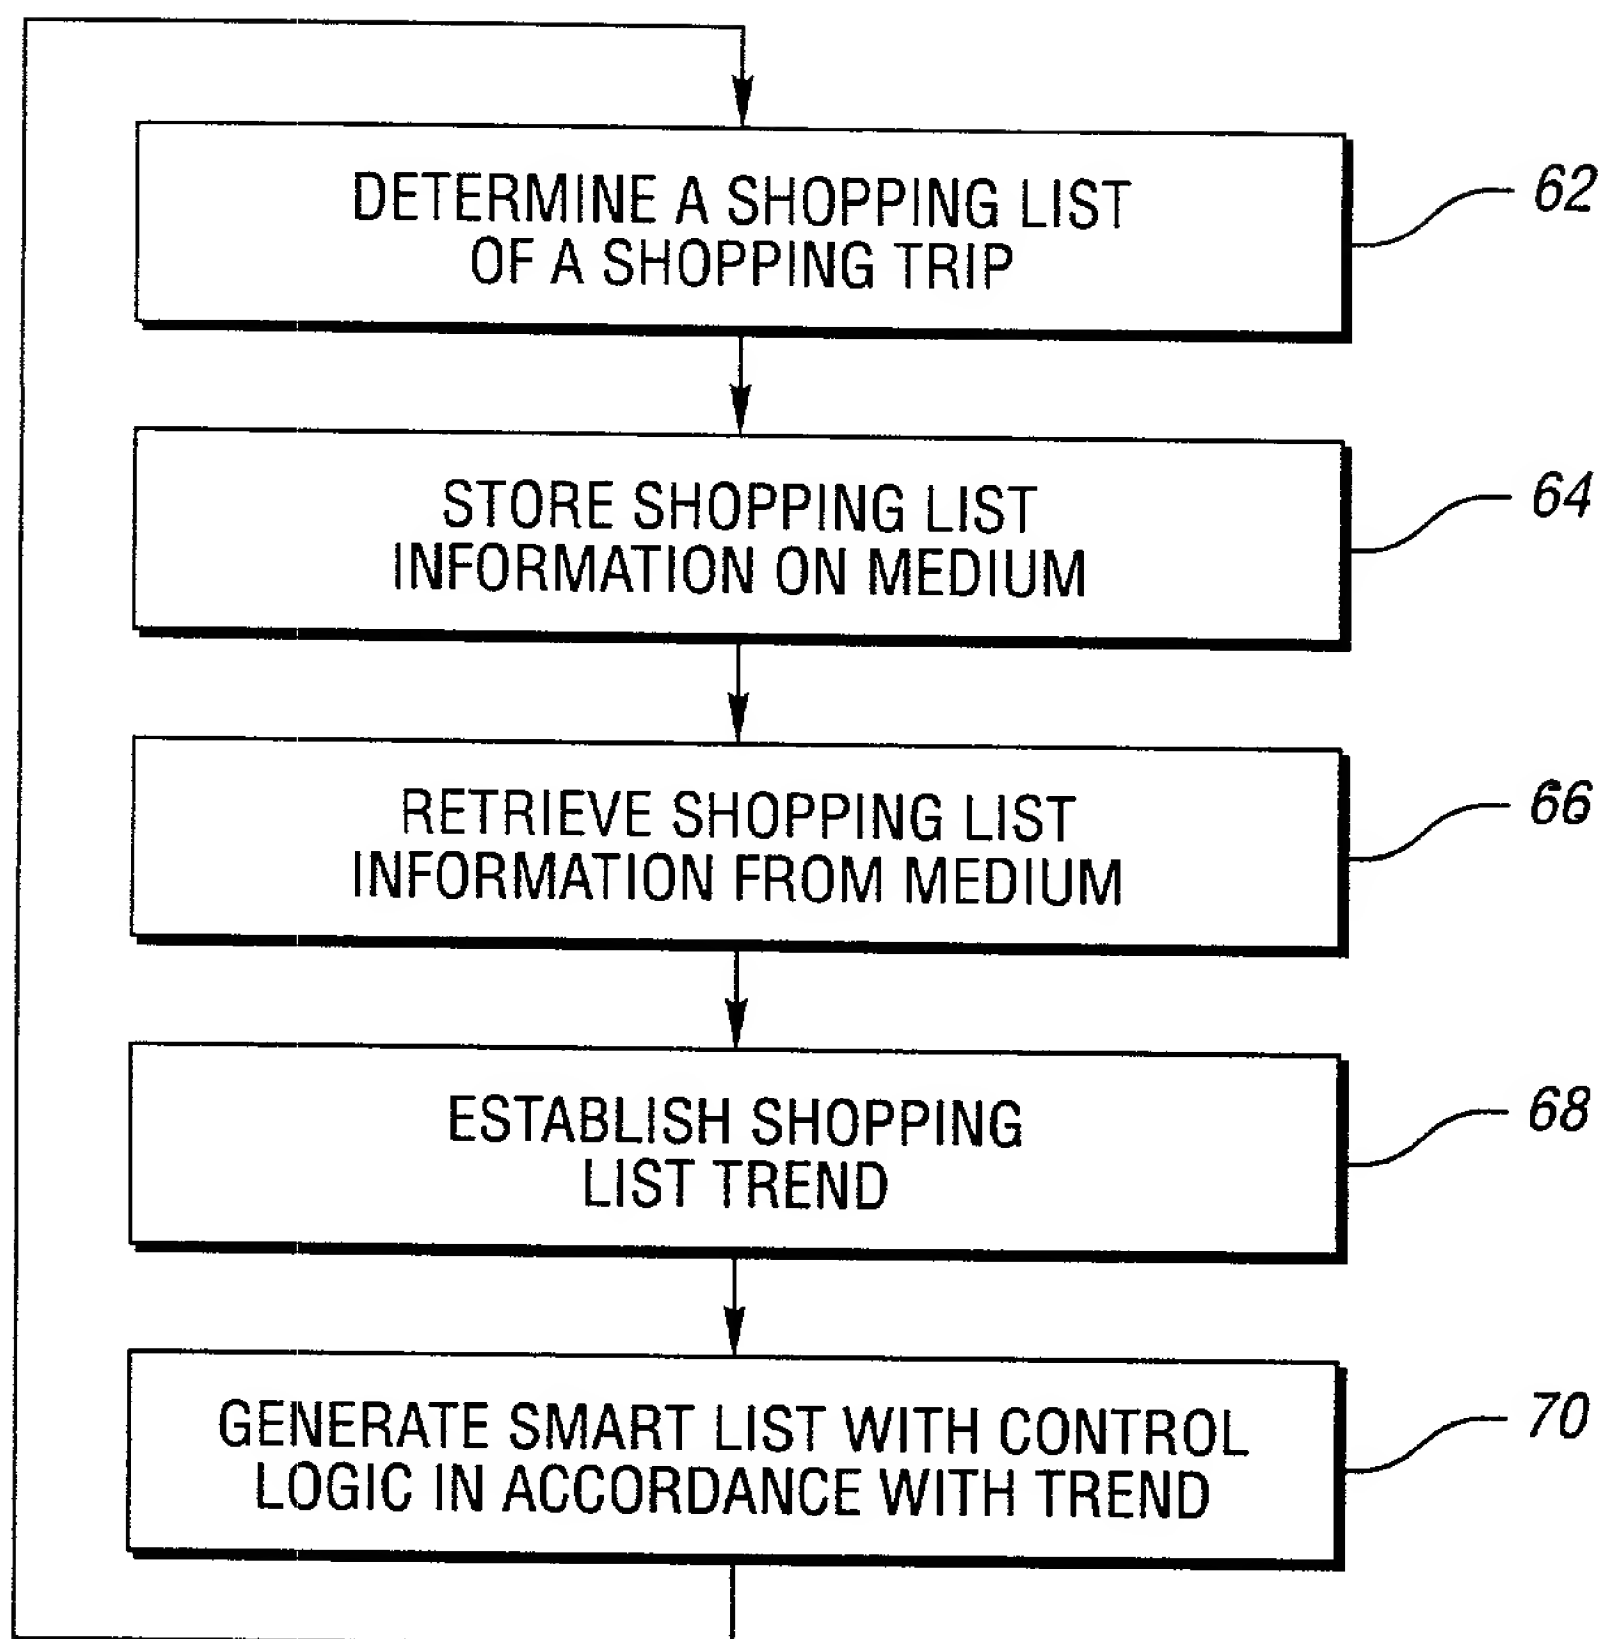 DETERMINE A SHOPPING LIST
OF A SHOPPING TRIP
62
STORE SHOPPING LIST
INFORMATION ON MEDIUM
64
RETRIEVE SHOPPING LIST
INFORMATION FROM MEDIUM
66
ESTABLISH SHOPPING
LIST TREND
68
GENERATE SMART LIST WITH CONTROL
LOGIC IN ACCORDANCE WITH TREND
70